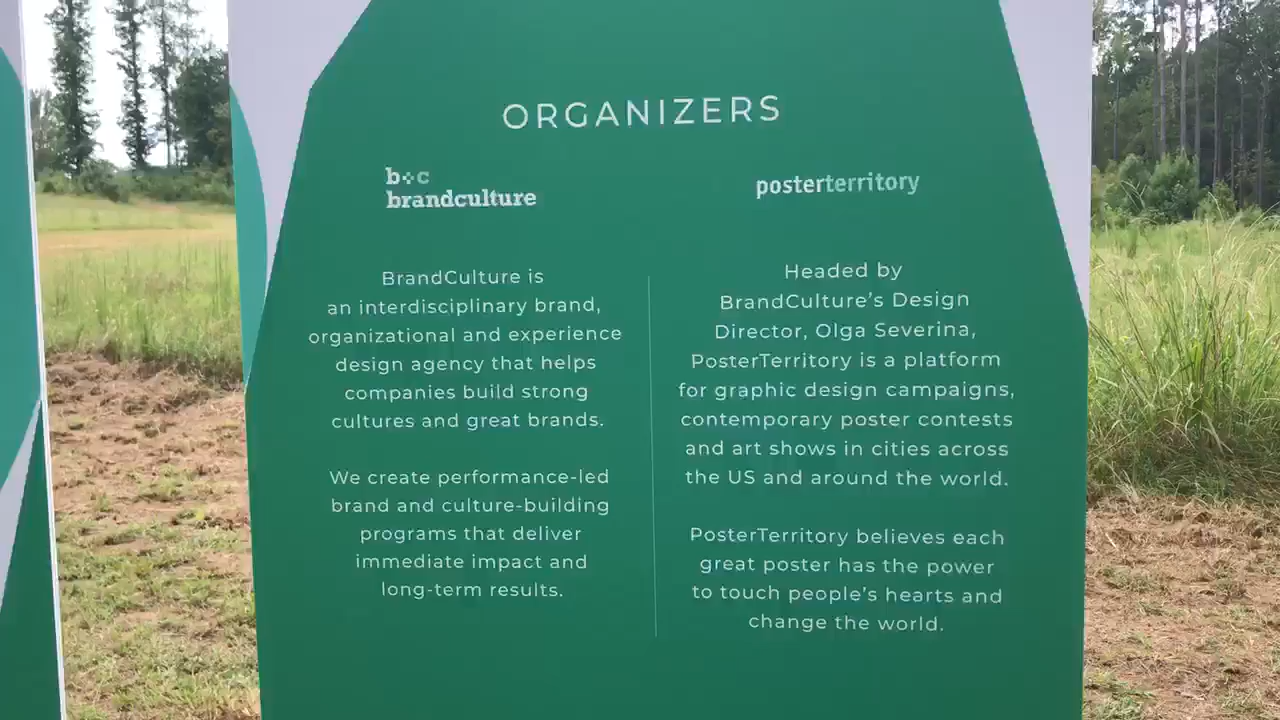 ORGANIZERS
b+c
brandculture
BrandCulture is
an interdisciplinary brand,
organizational and experience
design agency that helps
companies build strong
cultures and great brands.
We create performance-led
brand and culture-building
programs that deliver
immediate impact and
long-term results.
posterterritory
Headed by
BrandCulture’s Design
Director, Olga Severina,
PosterTerritory is a platform
for graphic design campaigns,
contemporary poster contests
and art shows in cities across
the US and around the world.
PosterTerritory believes each
great poster has the power
to touch people’s hearts and
change the world.